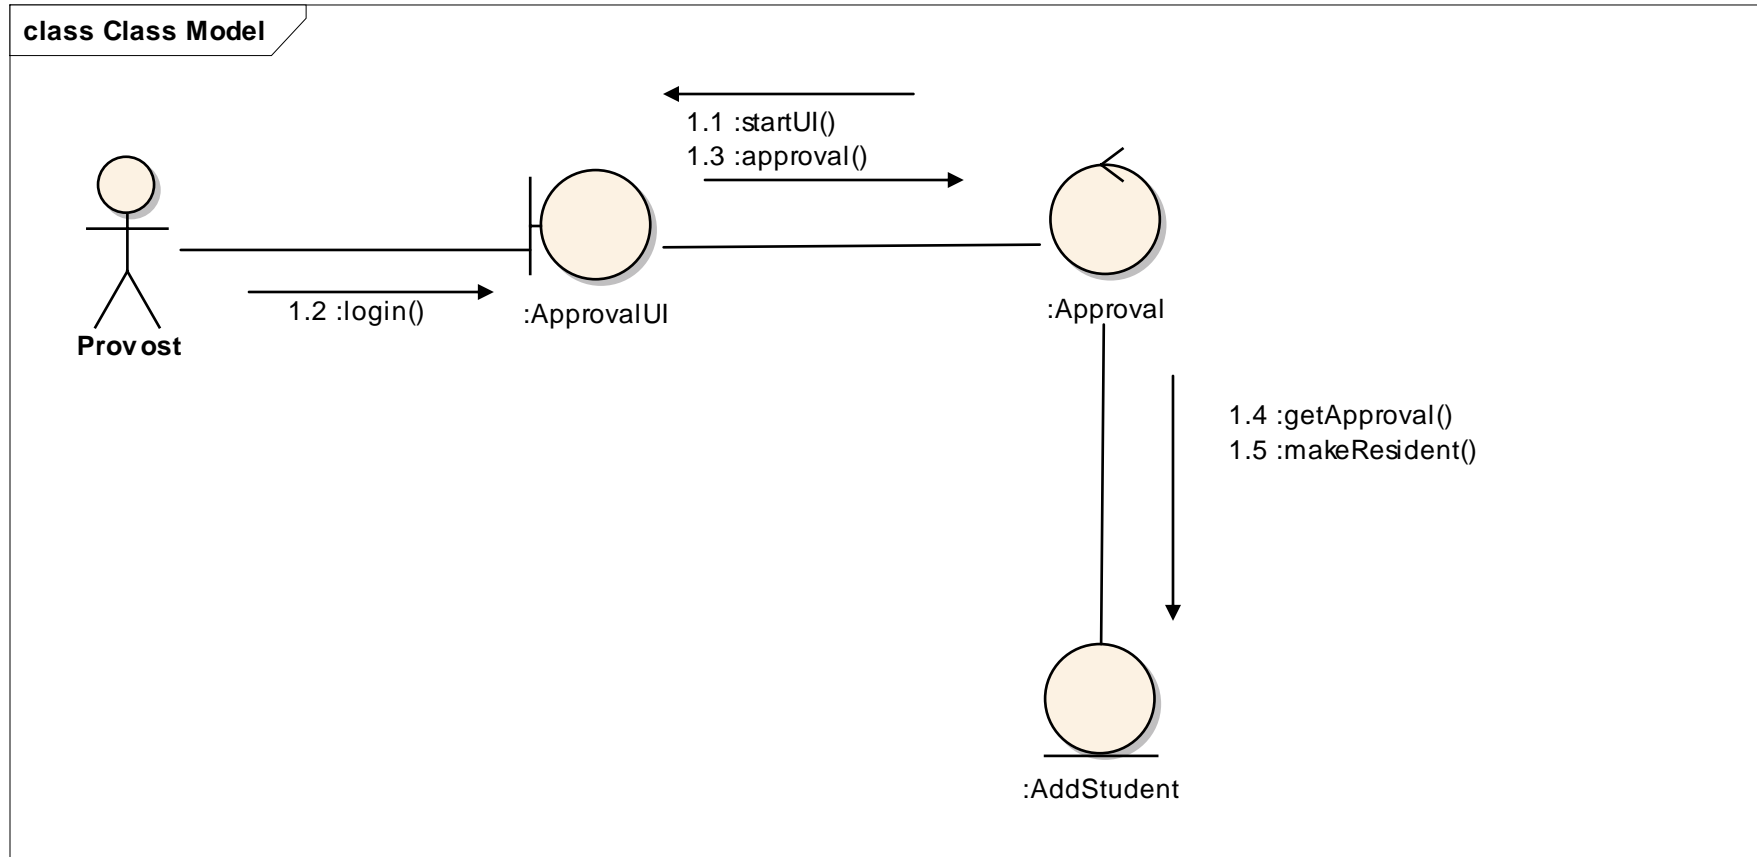 class Class Model
1.1 :startUI()
1.3 :approval()
1.2 :login()
:ApprovalUI
:Approval
Provost
1.4 :getApproval()
1.5 :makeResident()
:AddStudent